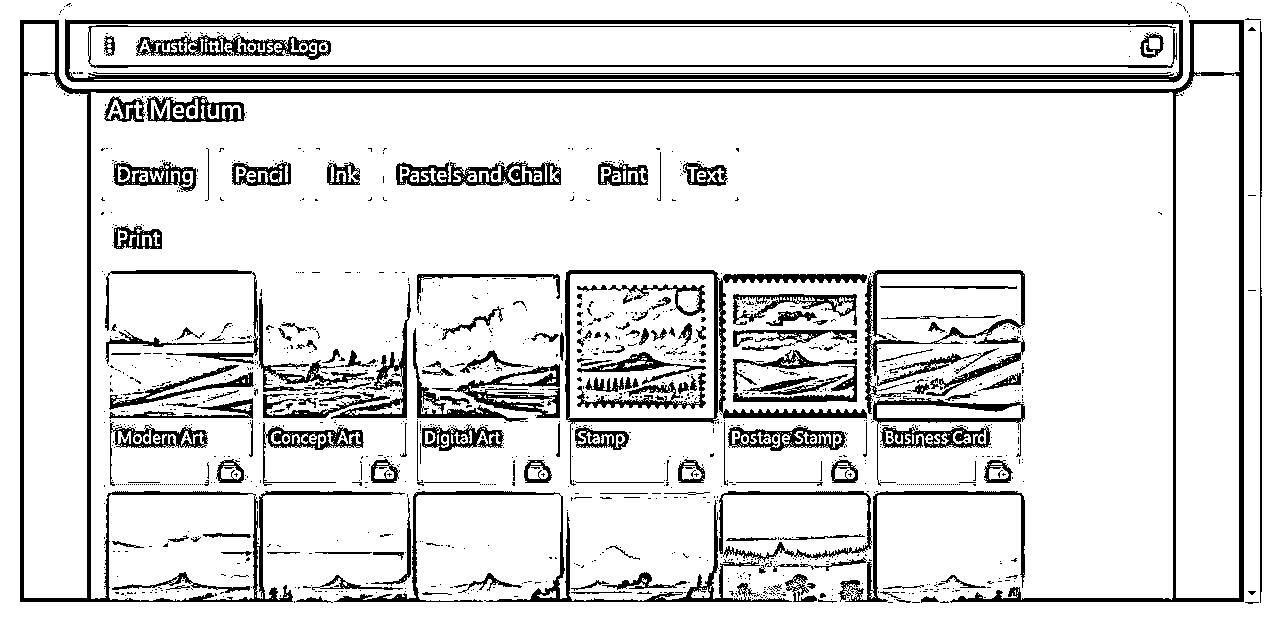 A rustic little house, Logo
Art Medium
Drawing Pencil Ink Pastels and Chalk Paint Text
Print
Modern Art Concept Art Digital Art Stamp Postage Stamp Business Card